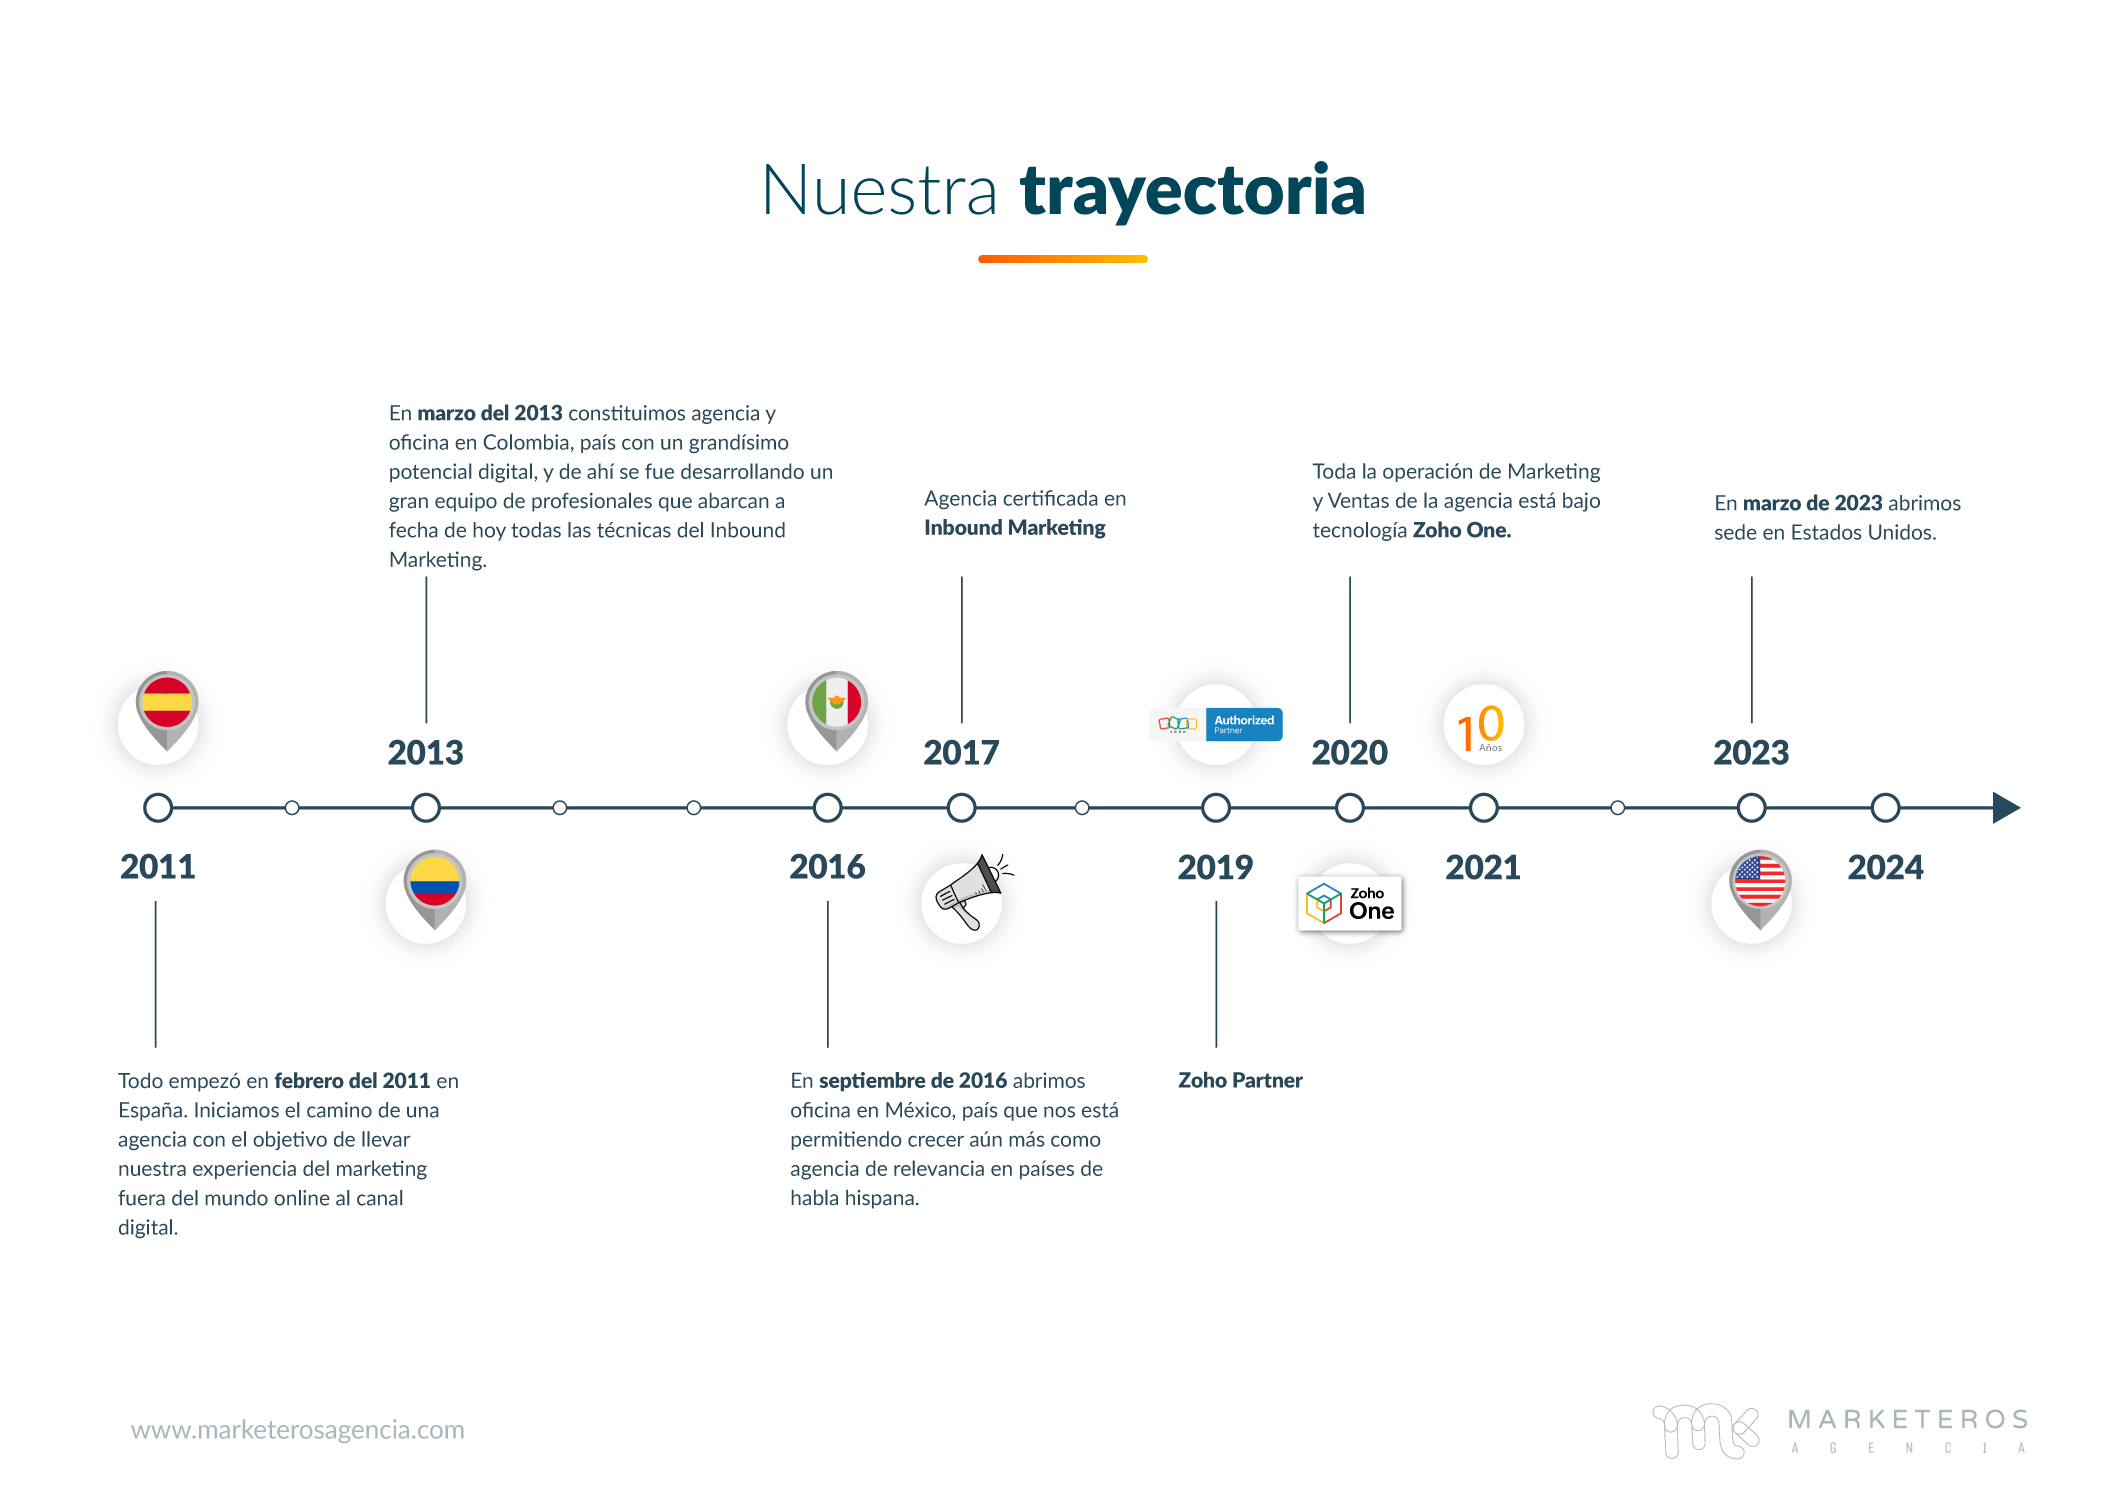 Nuestra trayectoria
En marzo del 2013 constituimos agencia y
oficina en Colombia, país con un grandísimo
potencial digital, y de ahí se fue desarrollando un
gran equipo de profesionales que abarcan a
fecha de hoy todas las técnicas del Inbound
Marketing.
Agencia certificada en
Inbound Marketing
Toda la operación de Marketing
y Ventas de la agencia está bajo
tecnología Zoho One.
En marzo de 2023 abrimos
sede en Estados Unidos.
2013
2017
ZOHO
Authorized
Partner
2020
10
Años
2023
2011
2016
2019
Zoho
One
2021
2024
Todo empezó en febrero del 2011 en
España. Iniciamos el camino de una
agencia con el objetivo de llevar
nuestra experiencia del marketing
fuera del mundo online al canal
digital.
En septiembre de 2016 abrimos
oficina en México, país que nos está
permitiendo crecer aún más como
agencia de relevancia en países de
habla hispana.
Zoho Partner
www.marketerosagencia.com
MARKETEROS
AGENCIA